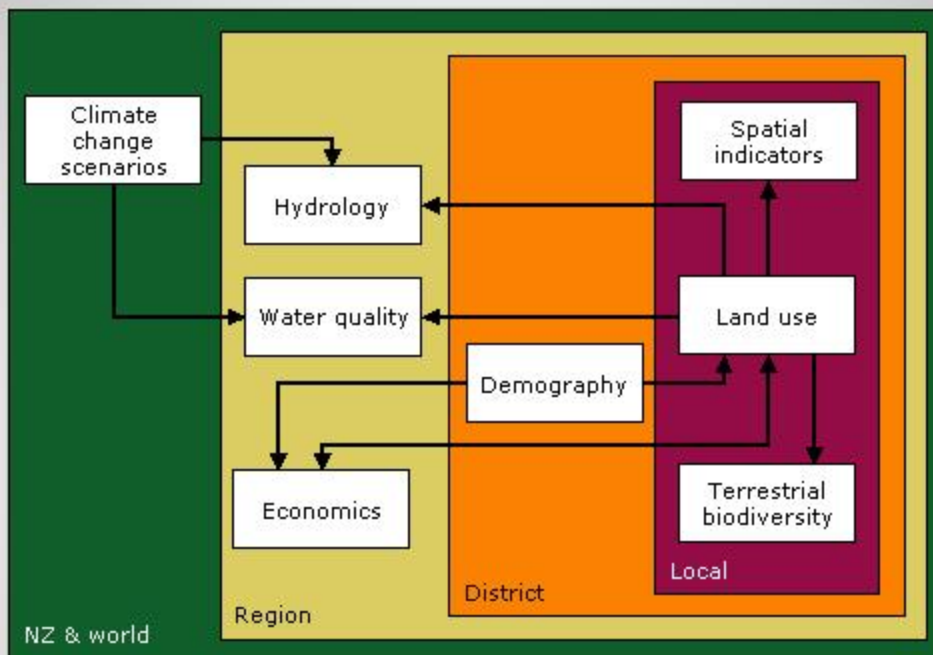 Climate
change
scenarios
Spatial
indicators
Hydrology
Water quality
Land use
Demography
Economics
Terrestrial
biodiversity
Local
District
Region
NZ & world